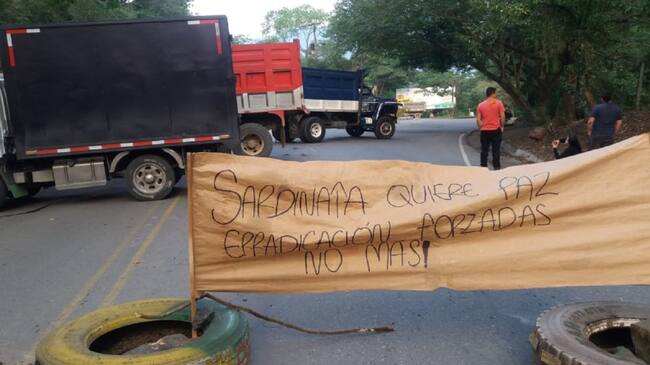 SARDINATA QUIERE PAZ
ERRADICACIÓN FORZADAS
NO MAS!